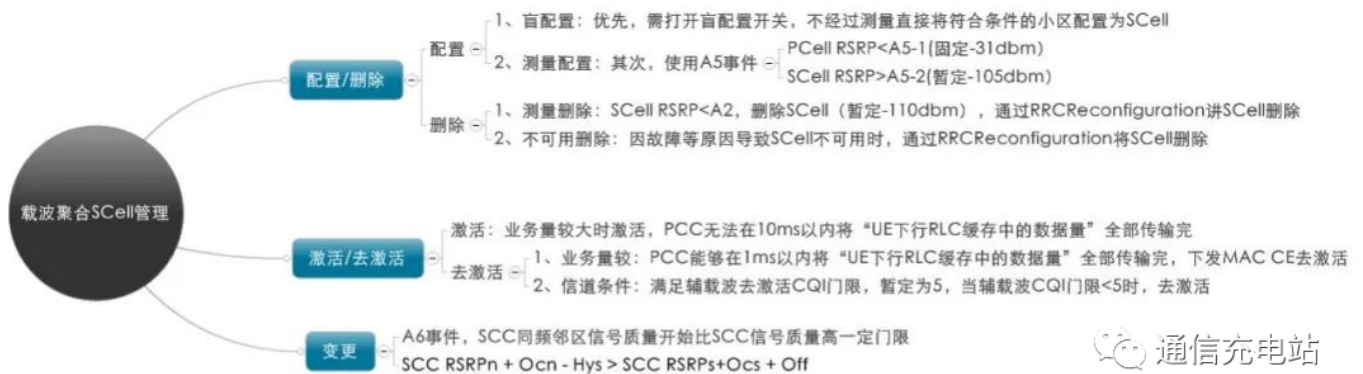 载波聚合SCell管理
配置/删除
配置
1、盲配置：优先，需打开盲配置开关，不经过测量直接将符合条件的小区配置为SCell
2、测量配置：其次，使用A5事件
PCell RSRP<A5-1(固定-31dbm）
SCell RSRP>A5-2(暂定-105dbm）
删除
1、测量删除：SCell RSRP<A2，删除SCell（暂定-110dbm），通过RRCReconfiguration讲SCell删除
2、不可用删除：因故障等原因导致SCell不可用时，通过RRCReconfiguration将SCell删除
激活/去激活
激活：业务量较大时激活，PCC无法在10ms以内将“UE下行RLC缓存中的数据量”全部传输完
去激活
1、业务量较：PCC能够在1ms以内将“UE下行RLC缓存中的数据量”全部传输完，下发MAC CE去激活
2、信道条件：满足辅载波去激活CQI门限，暂定为5，当辅载波CQI门限<5时，去激活
变更
A6事件，SCC同频邻区信号质量开始比SCC信号质量高一定门限
SCC RSRPn + Ocn - Hys > SCC RSRPs+Ocs + Off
通信充电站